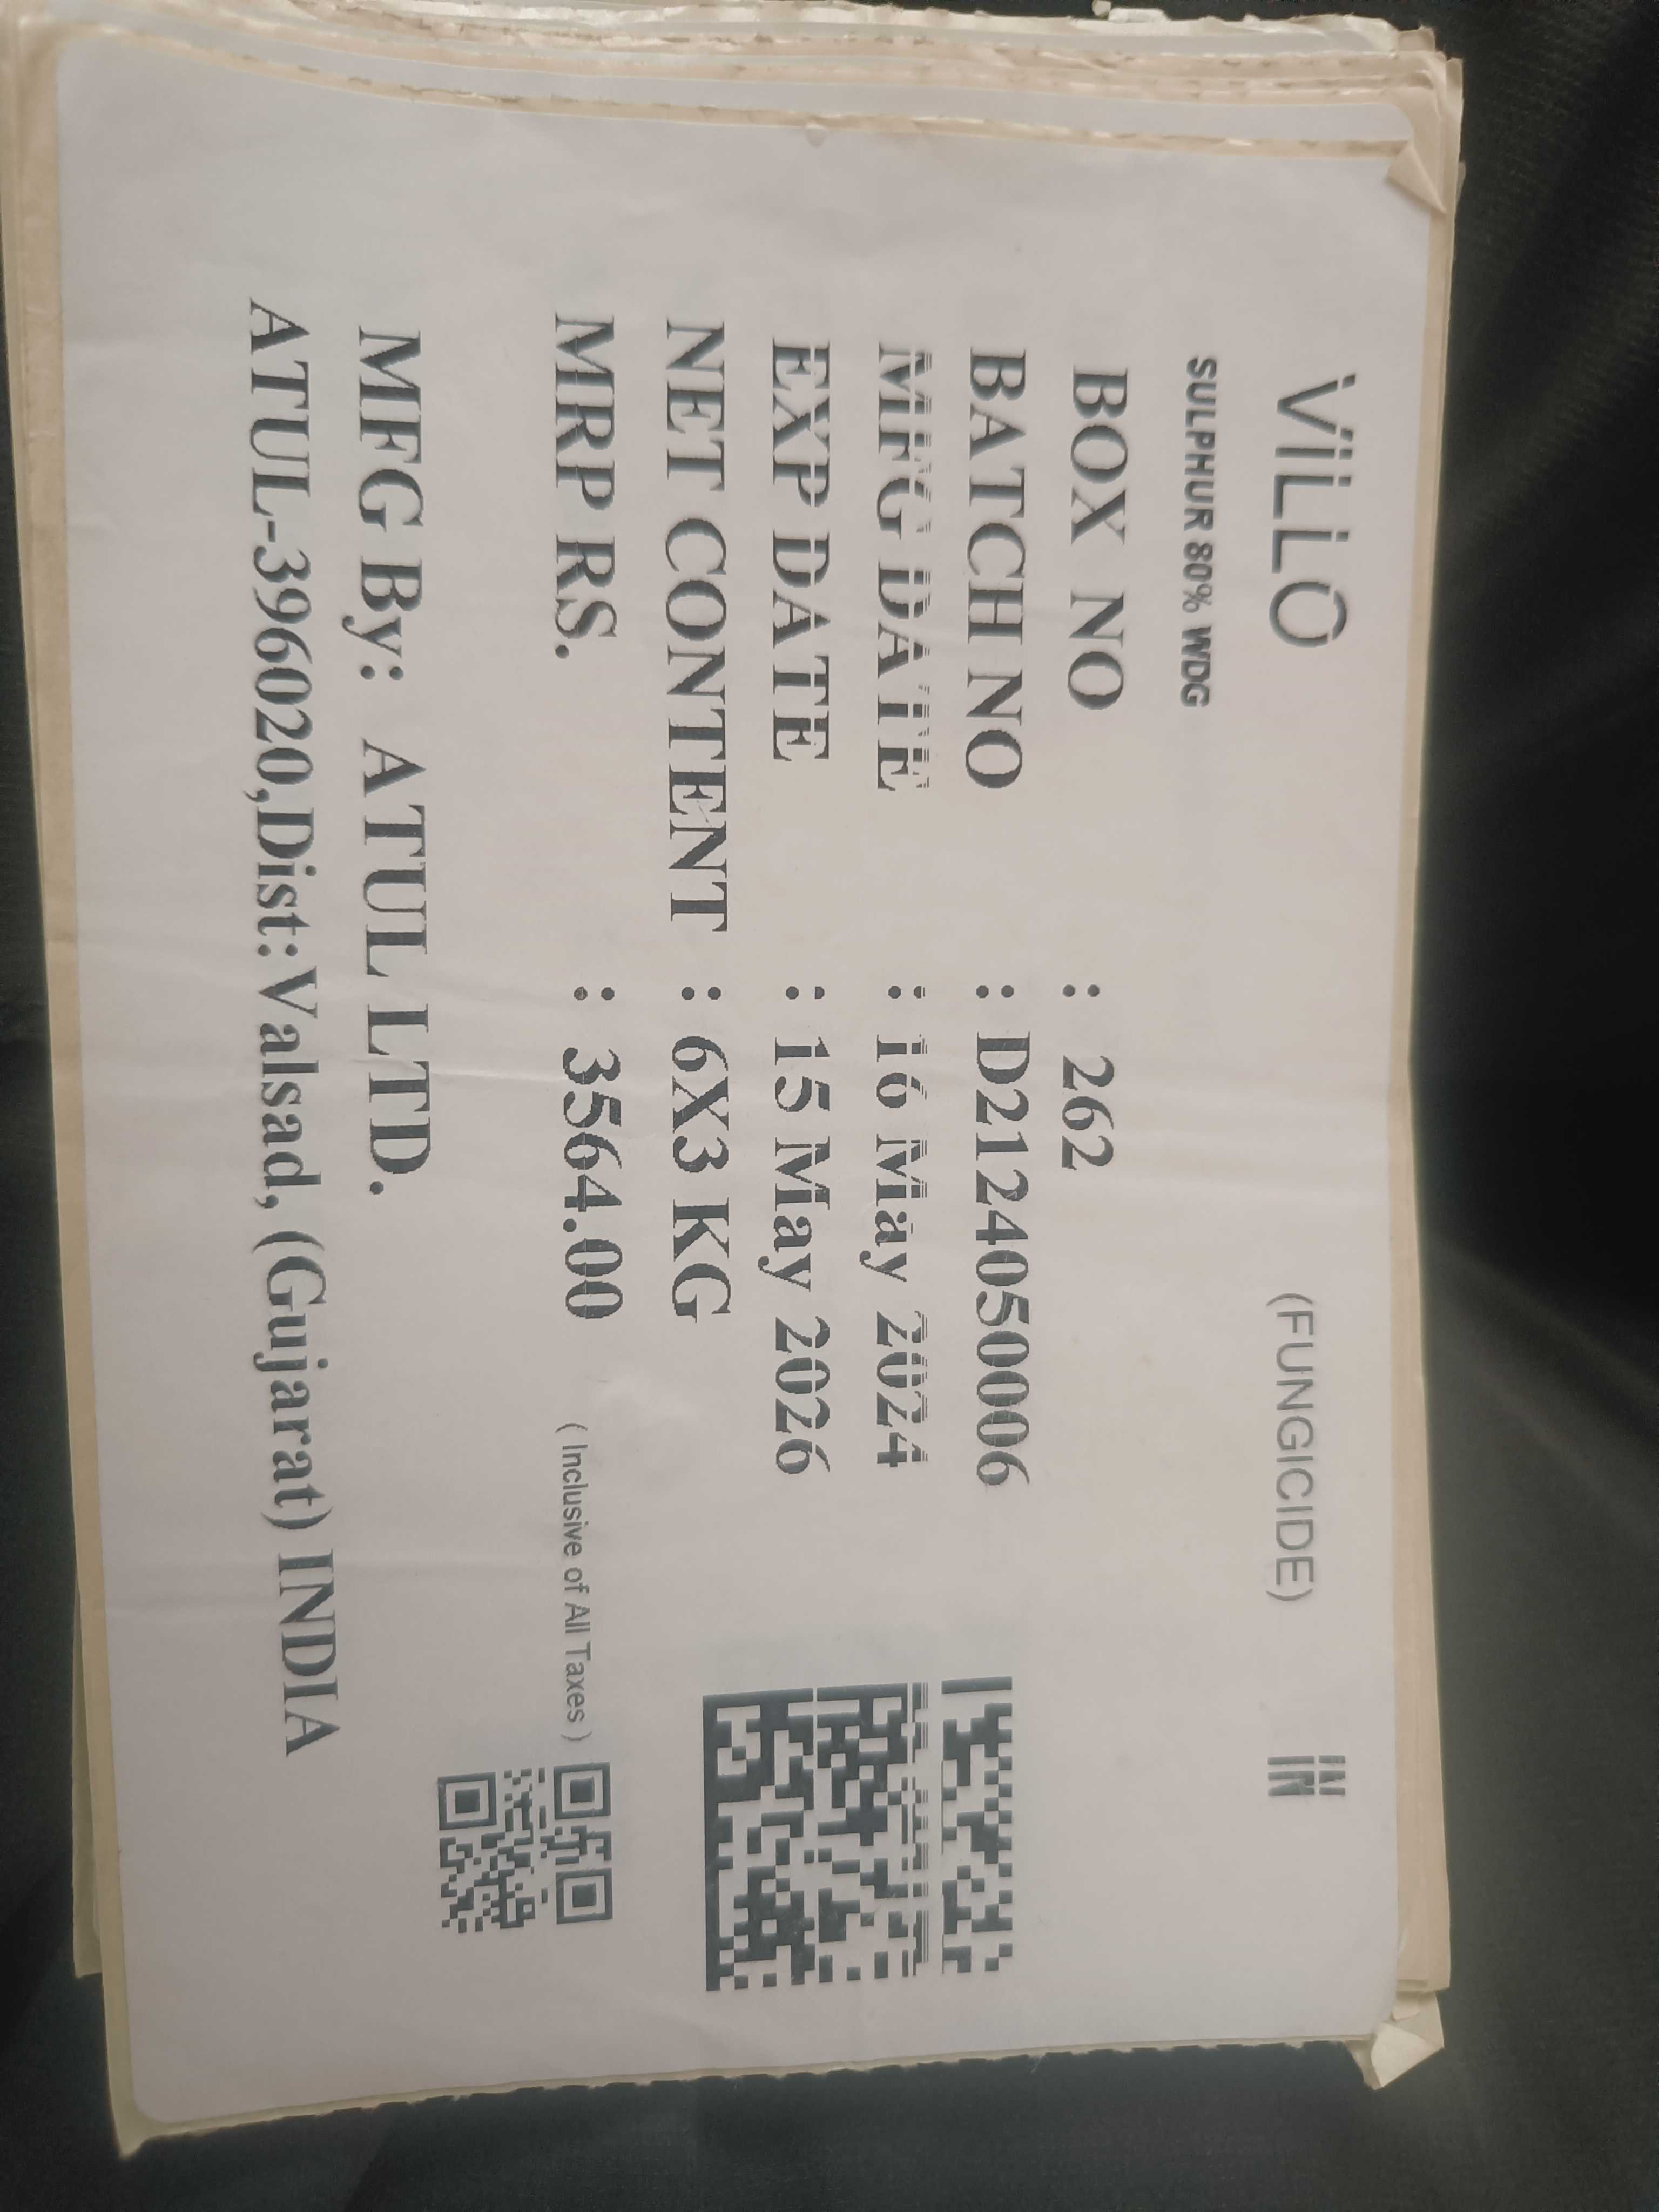 ViLLO (FUNGICIDE) IN
SULPHUR 80% WDG
BOX NO : 262
BATCH NO : D2124050006
MFG DATE : 16 May 2024
EXP DATE : 15 May 2026
NET CONTENT : 6X3 KG
MRP RS. : 3564.00 ( Inclusive of All Taxes )
MFG By: ATUL LTD.
ATUL-396020,Dist:Valsad, (Gujarat) INDIA